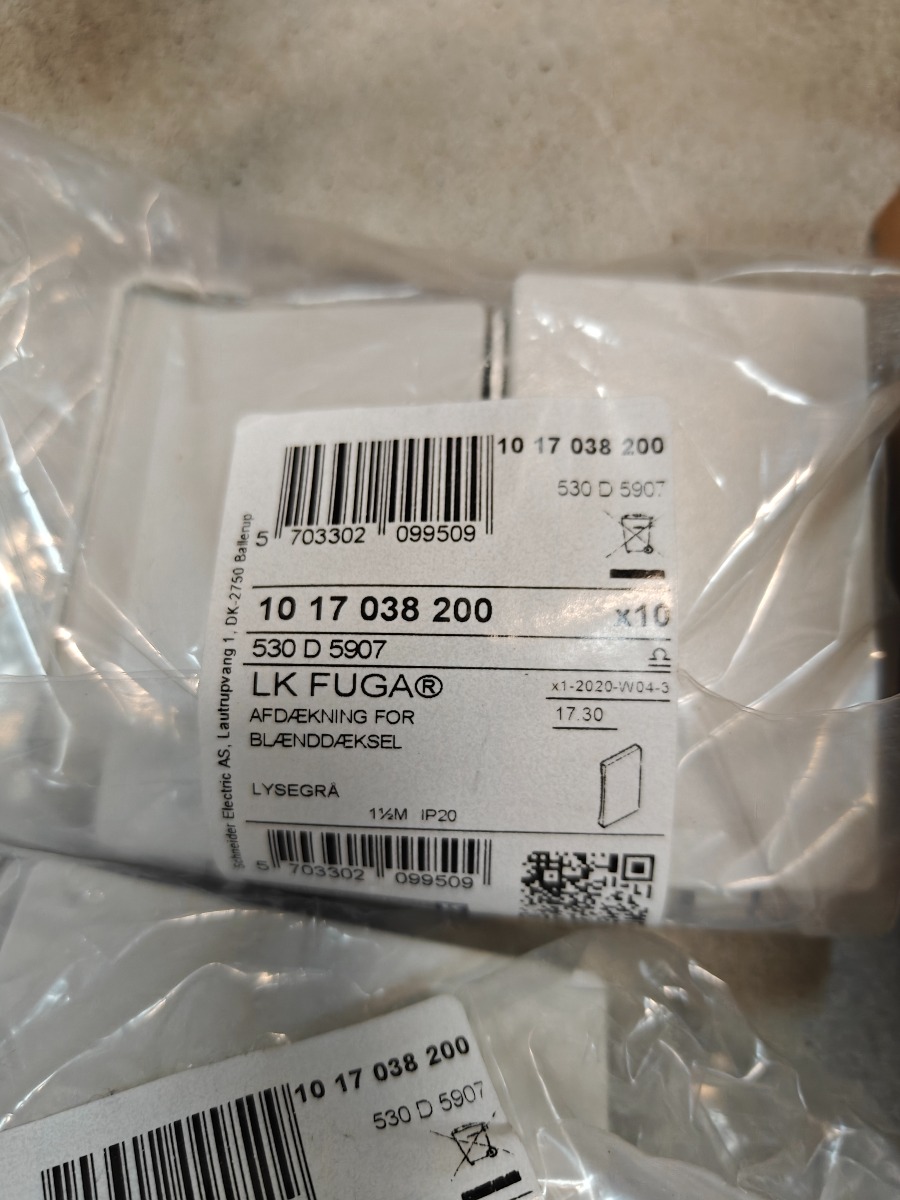 10 17 038 200
530 D 5907
5 703302 099509
Schneider Electric AS, Lautrupvang 1, DK-2750 Ballerup
10 17 038 200
x10
530 D 5907
LK FUGA®
x1-2020-W04-3
17.30
AFDÆKNING FOR
BLÆNDDÆKSEL
LYSEGRÅ
1½M IP20
5 703302 099509
10 17 038 200
530 D 5907